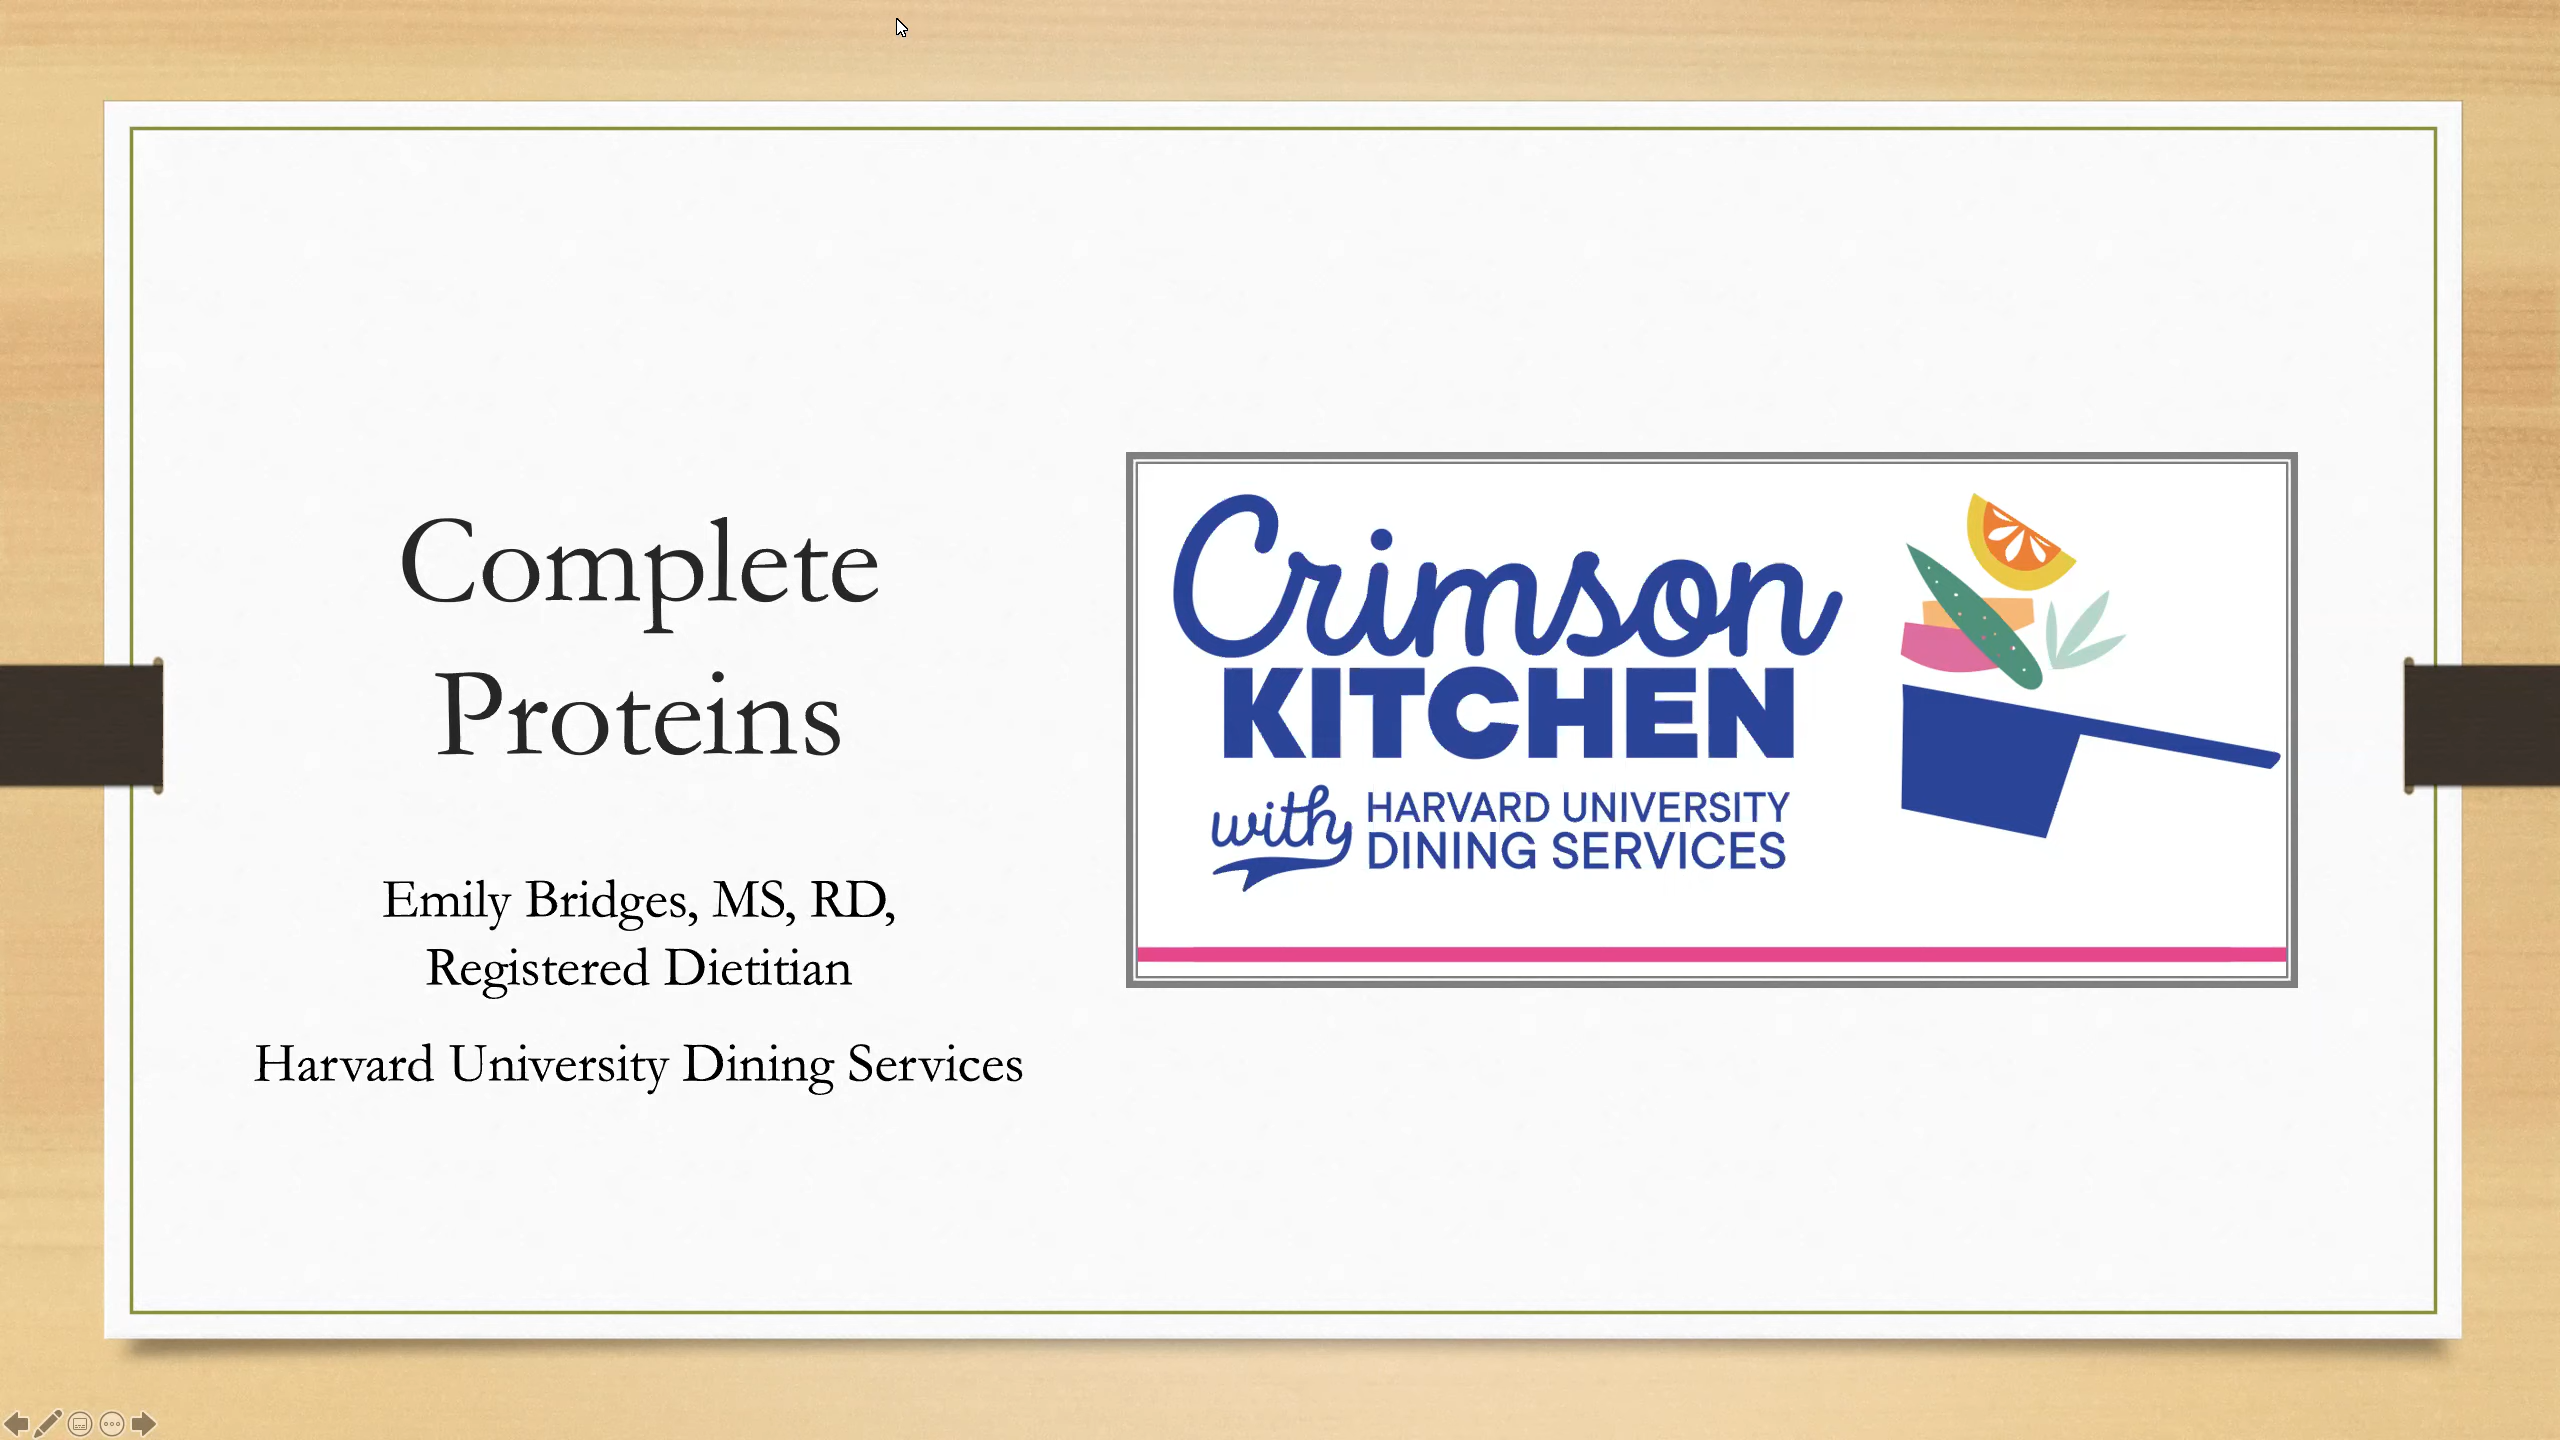 Complete
Proteins
Emily Bridges, MS, RD,
Registered Dietitian
Harvard University Dining Services
Crimson
KITCHEN
with HARVARD UNIVERSITY
DINING SERVICES